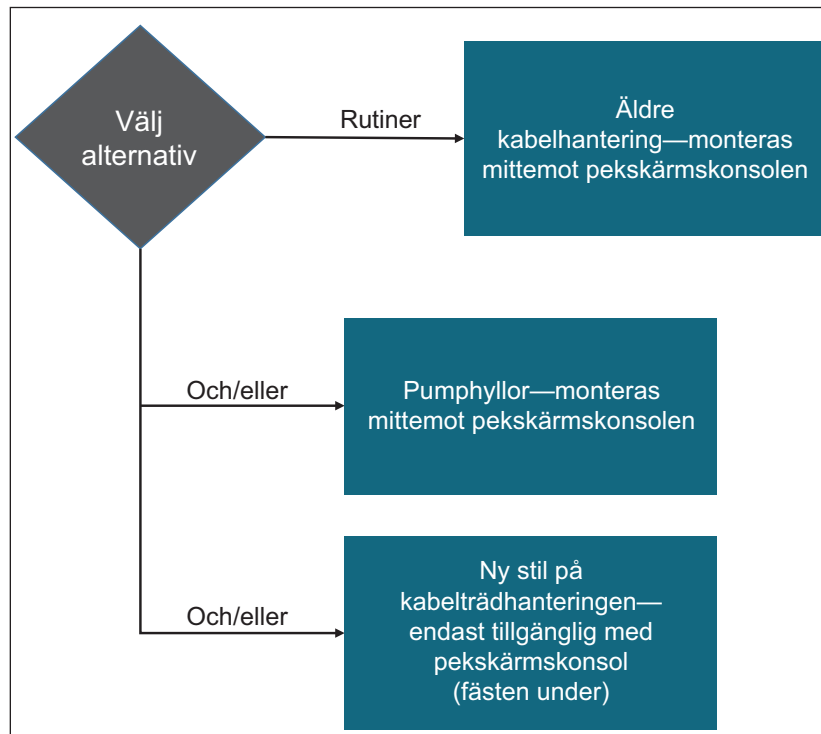 Välj
alternativ
Rutiner
Äldre
kabelhantering—monteras
mittemot pekskärmskonsolen
Och/eller
Pumphyllor—monteras
mittemot pekskärmskonsolen
Och/eller
Ny stil på
kabelträdhanteringen—
endast tillgänglig med
pekskärmskonsol
(fästen under)